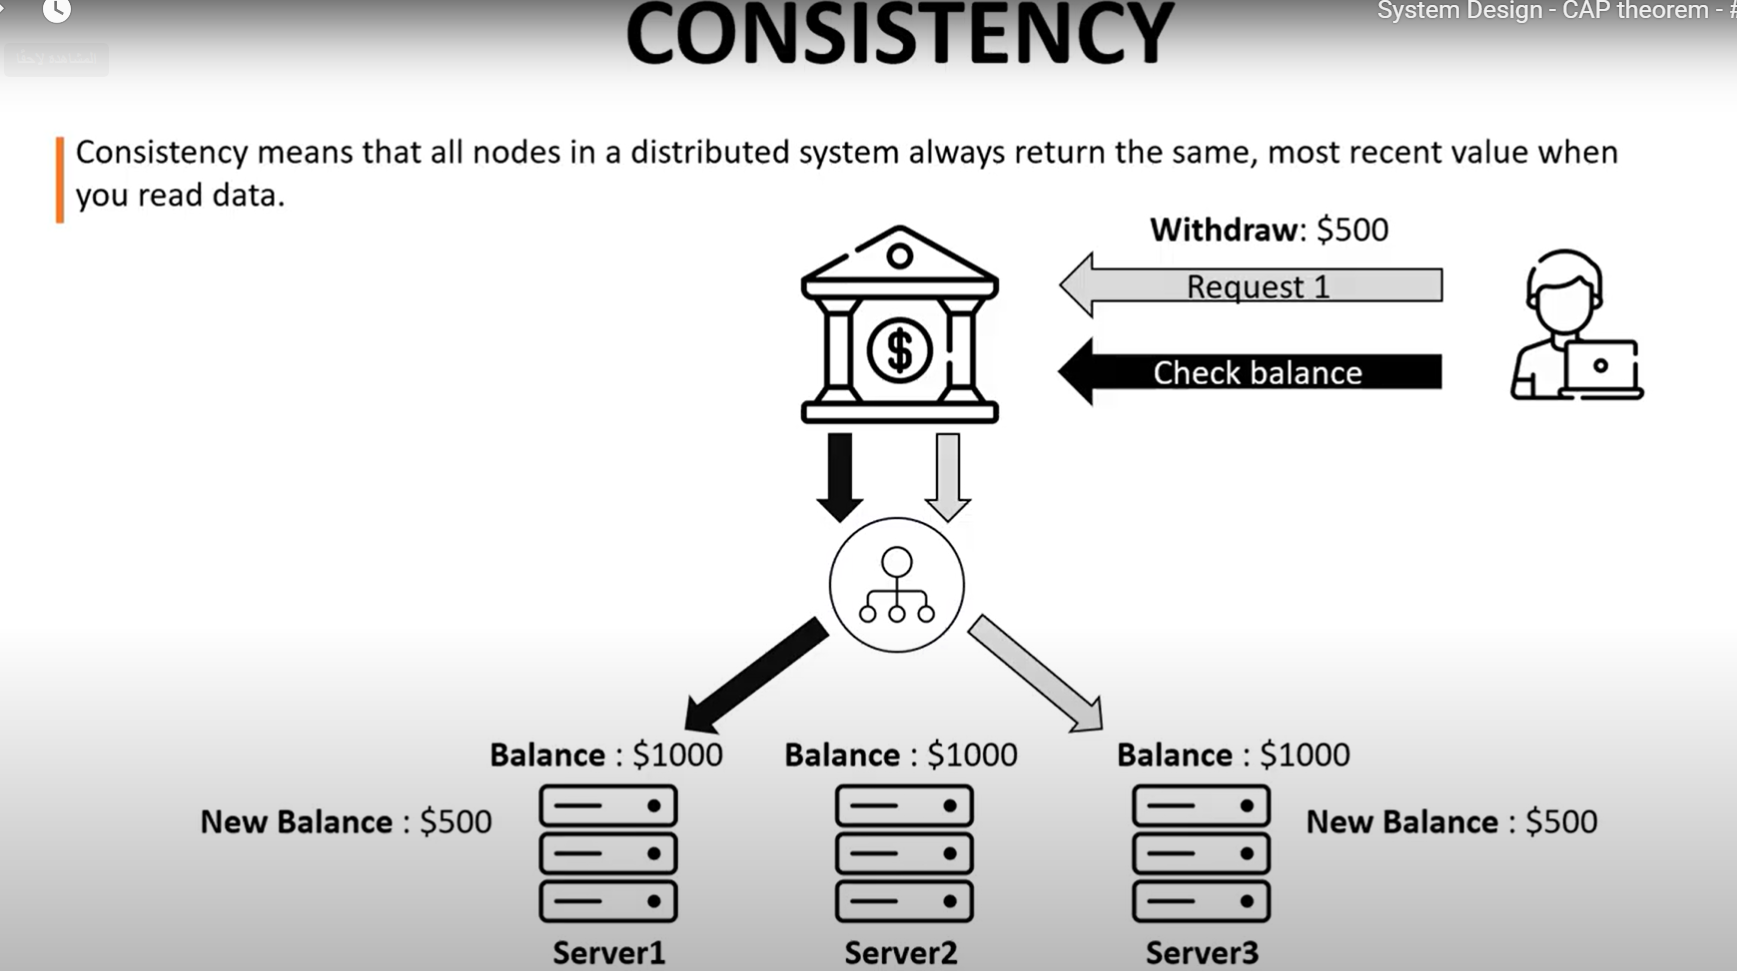 CONSISTENCY
System Design - CAP theorem - #
المشاهدة لاحقًا
Consistency means that all nodes in a distributed system always return the same, most recent value when
you read data.
Withdraw: $500
Request 1
Check balance
$
Balance : $1000
Balance : $1000
Balance : $1000
New Balance : $500
New Balance : $500
Server1
Server2
Server3